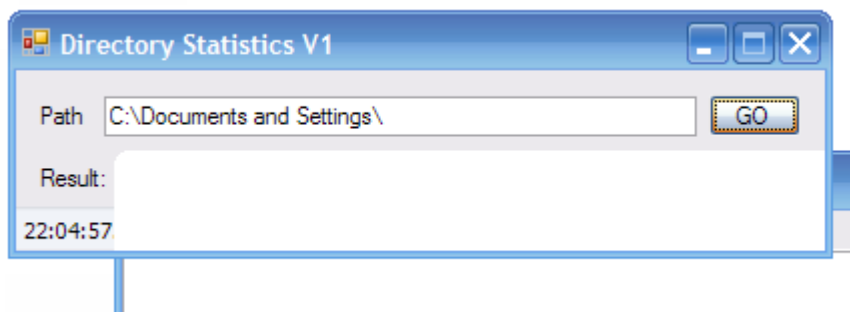 Directory Statistics V1
Path C:\Documents and Settings\ GO
Result:
22:04:57